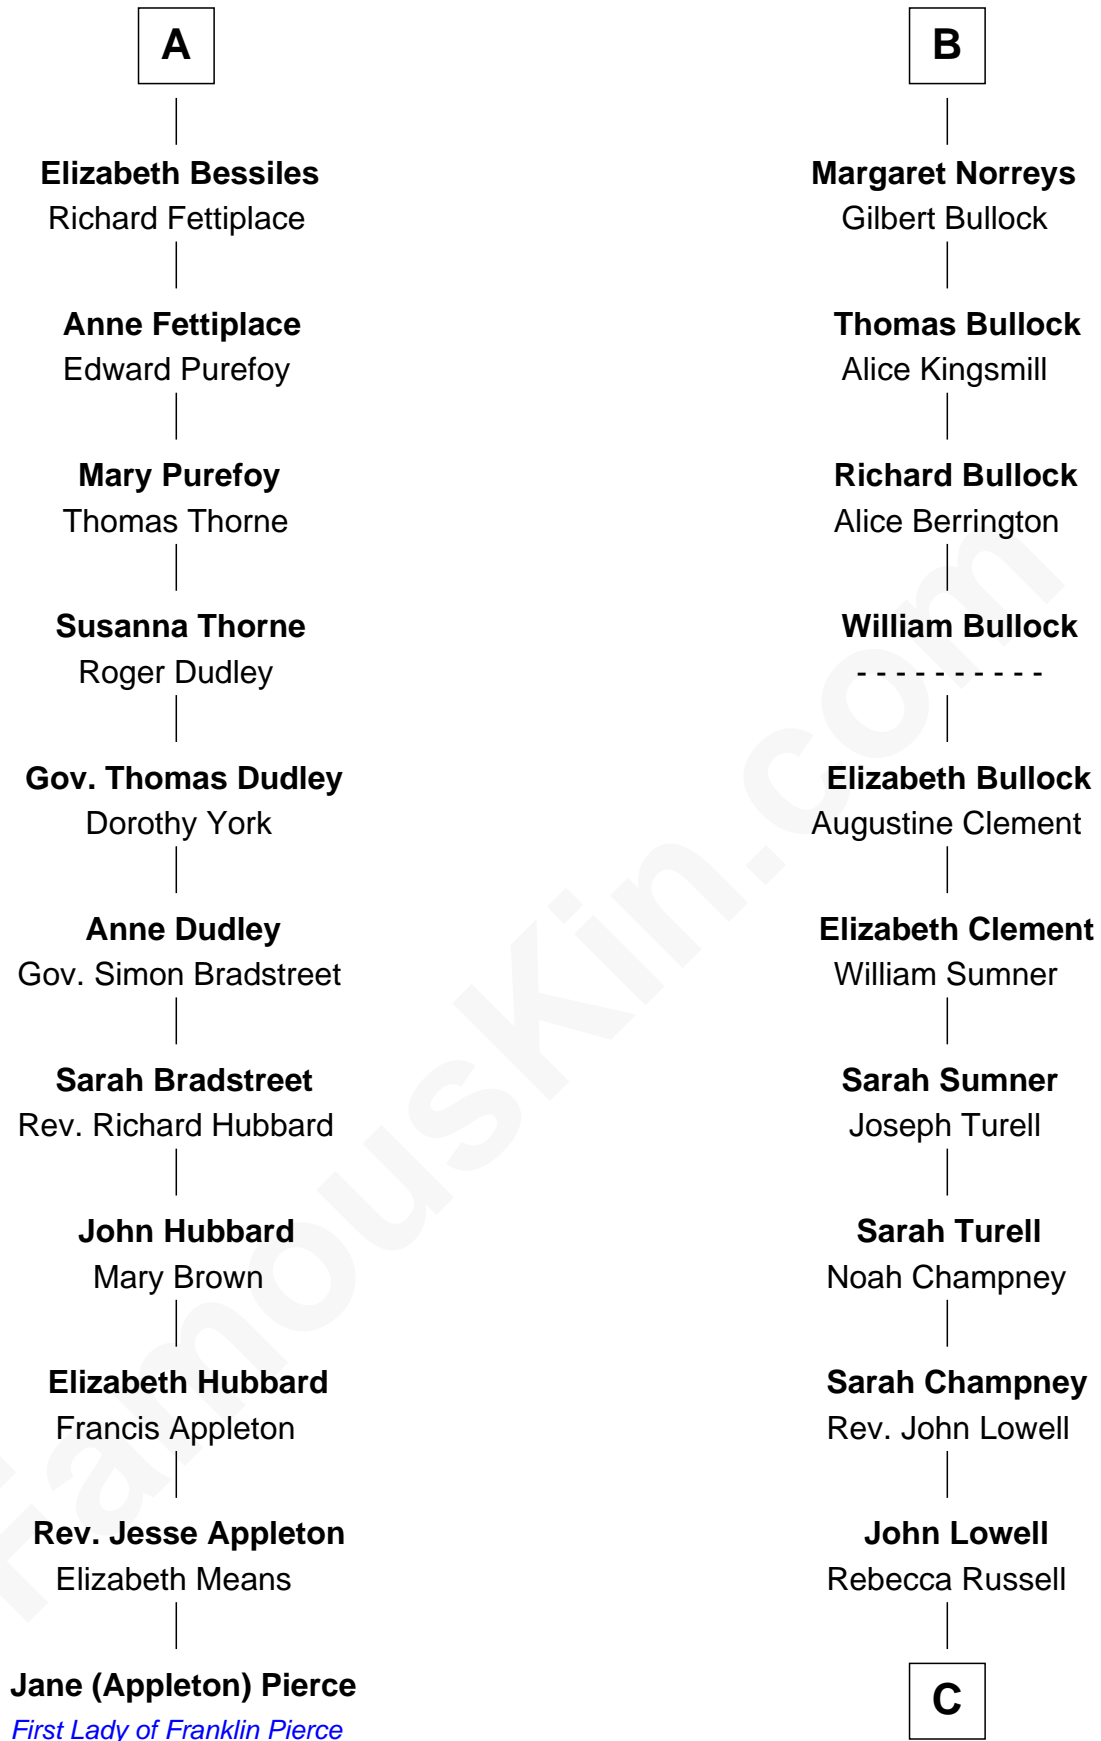 A
Elizabeth Bessiles
Richard Fettiplace
Anne Fettiplace
Edward Purefoy
Mary Purefoy
Thomas Thorne
Susanna Thorne
Roger Dudley
Gov. Thomas Dudley
Dorothy York
Anne Dudley
Gov. Simon Bradstreet
Sarah Bradstreet
Rev. Richard Hubbard
John Hubbard
Mary Brown
Elizabeth Hubbard
Francis Appleton
Rev. Jesse Appleton
Elizabeth Means
Jane (Appleton) Pierce
First Lady of Franklin Pierce
B
Margaret Norreys
Gilbert Bullock
Thomas Bullock
Alice Kingsmill
Richard Bullock
Alice Berrington
William Bullock
- - - - - - - - - -
Elizabeth Bullock
Augustine Clement
Elizabeth Clement
William Sumner
Sarah Sumner
Joseph Turell
Sarah Turell
Noah Champney
Sarah Champney
Rev. John Lowell
John Lowell
Rebecca Russell
C
FamousKin.com